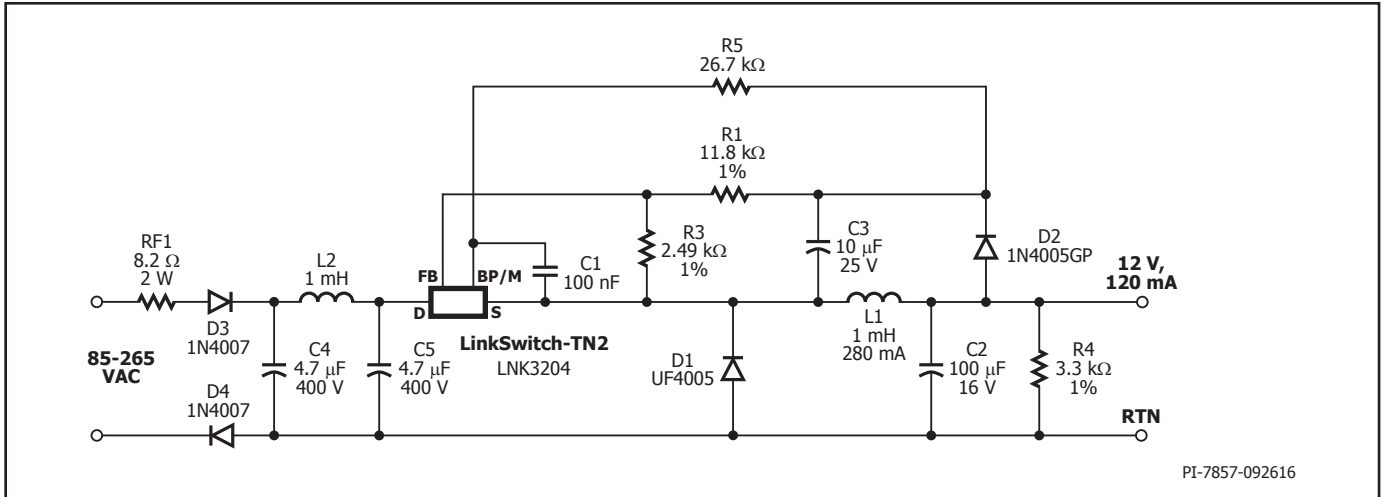 R5
26.7 kΩ
R1
11.8 kΩ
1%
RF1
8.2 Ω
2 W
L2
1 mH
FB
BP/M
C1
100 nF
R3
2.49 kΩ
1%
C3
10 μF
25 V
D2
1N4005GP
12 V,
120 mA
D
S
D3
1N4007
85-265
VAC
C4
4.7 μF
400 V
C5
4.7 μF
400 V
LinkSwitch-TN2
LNK3204
D1
UF4005
L1
1 mH
280 mA
C2
100 μF
16 V
R4
3.3 kΩ
1%
D4
1N4007
RTN
PI-7857-092616